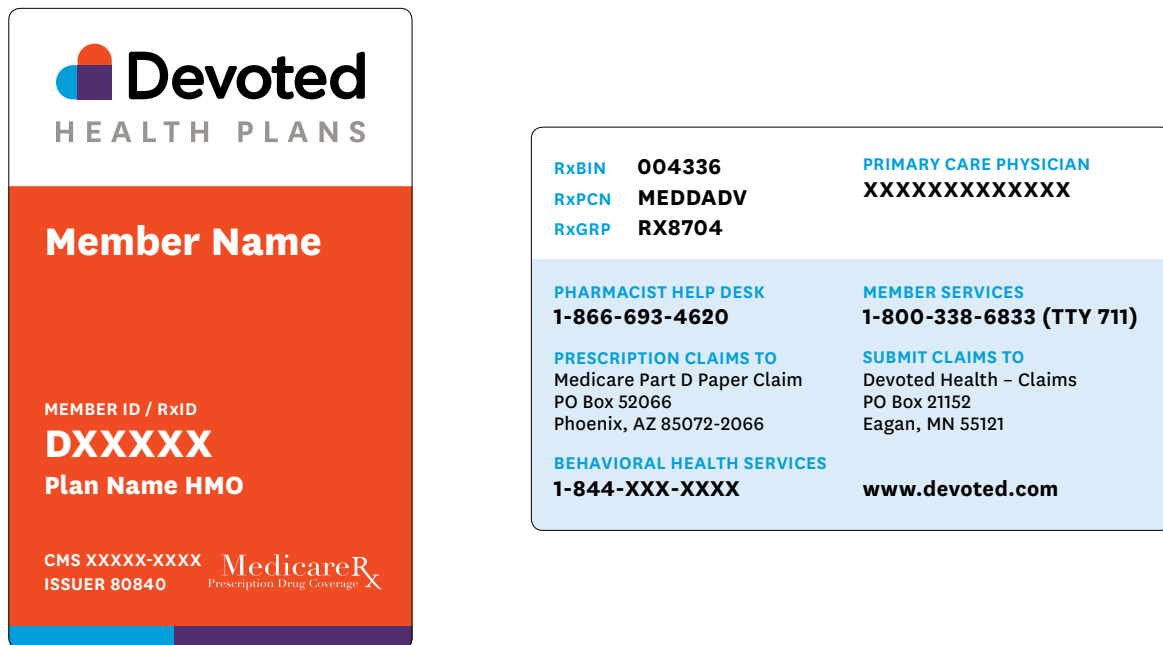 Devoted
HEALTH PLANS
Member Name
MEMBER ID / RxID
DXXXXX
Plan Name HMO
CMS XXXXX-XXXX
ISSUER 80840
MedicareRx
Prescription Drug Coverage
RxBIN 004336
RxPCN MEDDADV
RxGRP RX8704
PRIMARY CARE PHYSICIAN
XXXXXXXXXXXXX
PHARMACIST HELP DESK
1-866-693-4620
MEMBER SERVICES
1-800-338-6833 (TTY 711)
PRESCRIPTION CLAIMS TO
Medicare Part D Paper Claim
PO Box 52066
Phoenix, AZ 85072-2066
SUBMIT CLAIMS TO
Devoted Health – Claims
PO Box 21152
Eagan, MN 55121
BEHAVIORAL HEALTH SERVICES
1-844-XXX-XXXX
www.devoted.com